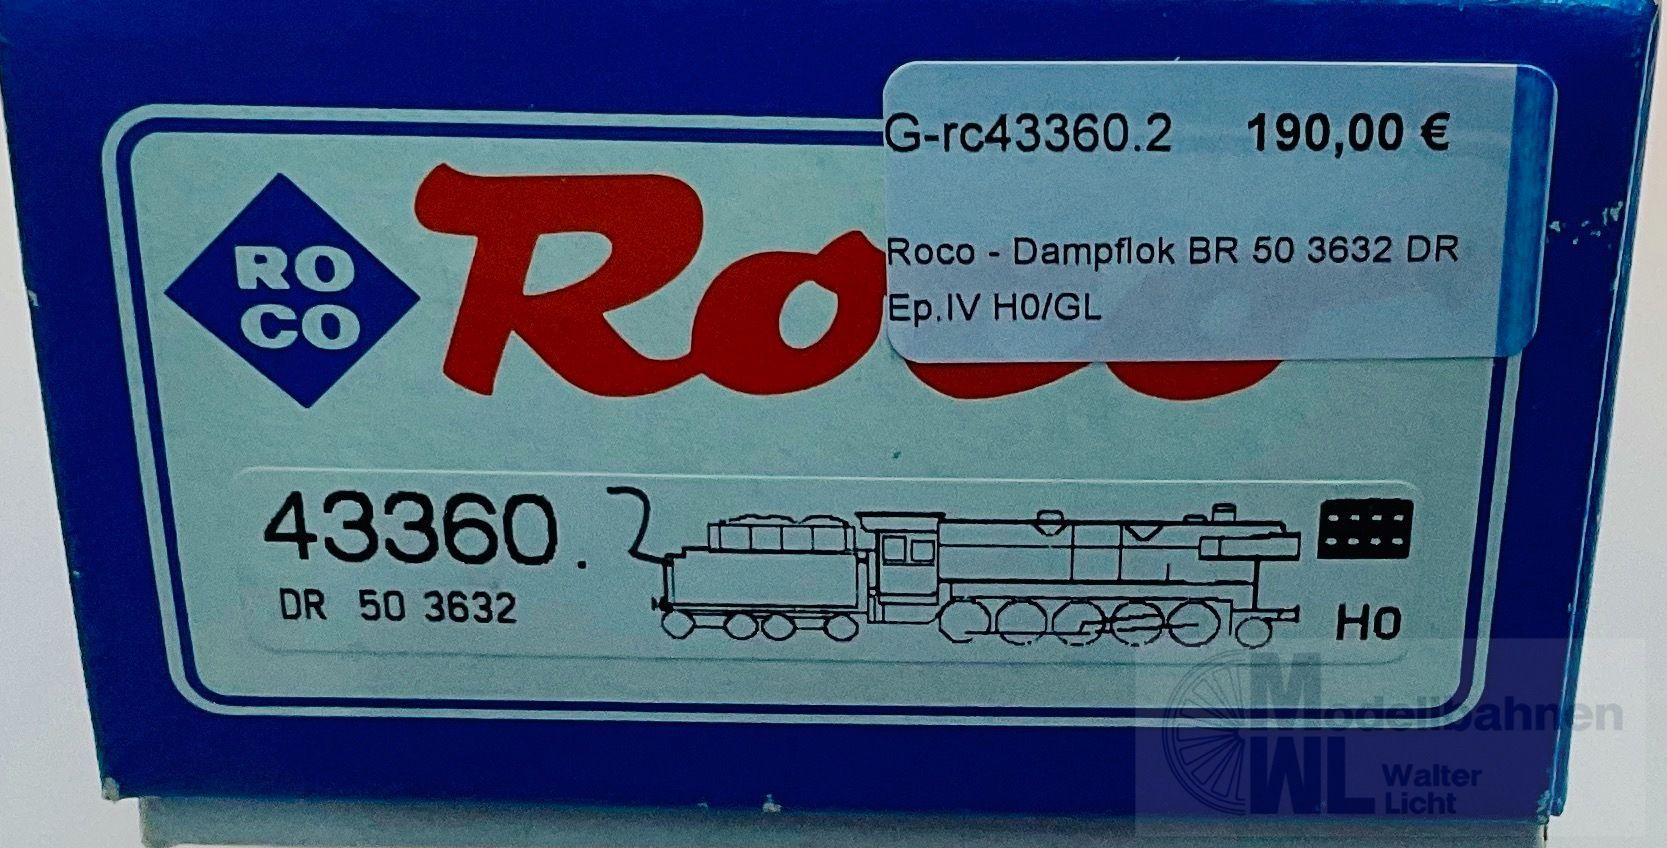 G-rc43360.2 190,00 €
Roco - Dampflok BR 50 3632 DR
Ep.IV H0/GL
RO
CO
Roco
43360.2
DR 50 3632
H0
Modellbahnen
WL Walter
Licht